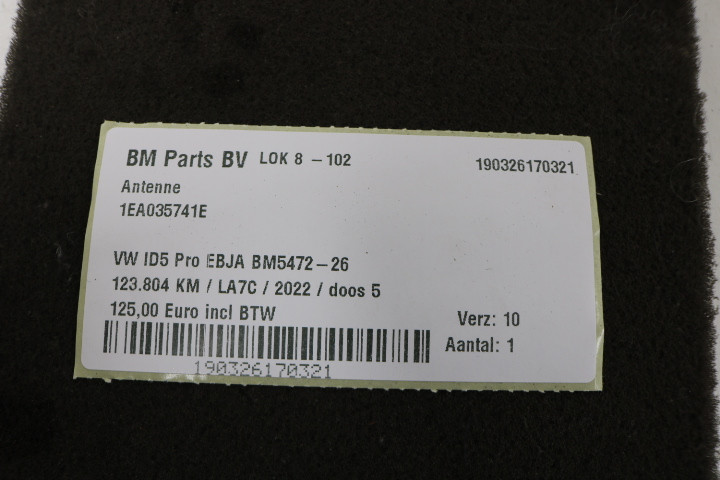 BM Parts BV LOK 8 - 102 190326170321
Antenne
1EA035741E
VW ID5 Pro EBJA BM5472-26
123.804 KM / LA7C / 2022 / doos 5
125,00 Euro incl BTW
Verz: 10
Aantal: 1
190326170321